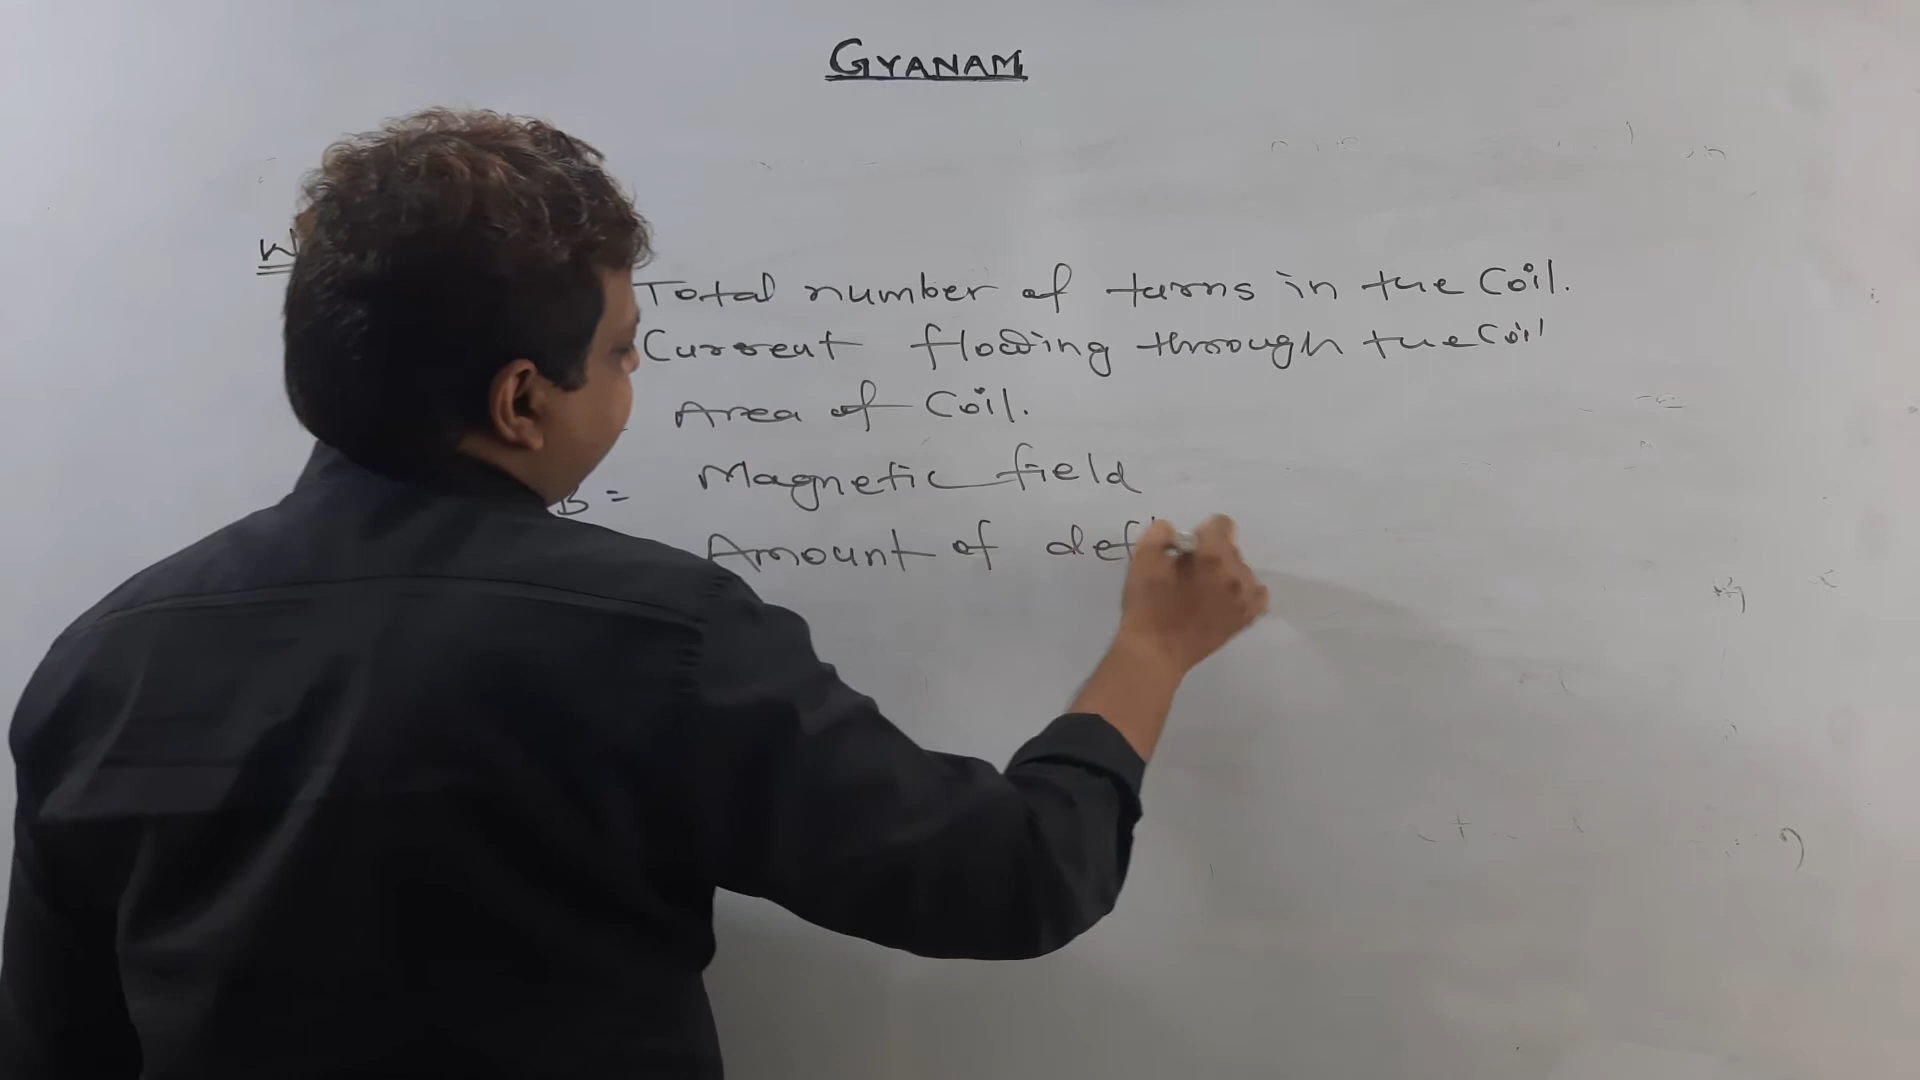 GYANAM
Total number of turns in the Coil.
Current flowing through the Coil
Area of Coil.
B = Magnetic field
Amount of def